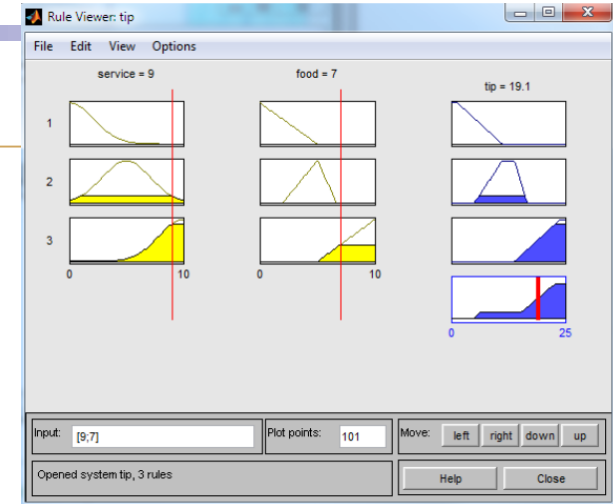 Rule Viewer: tip
File Edit View Options
service = 9 food = 7 tip = 19.1
1
2
3
0 10 0 10
0 25
Input: [9;7] Plot points: 101 Move: left right down up
Opened system tip, 3 rules Help Close